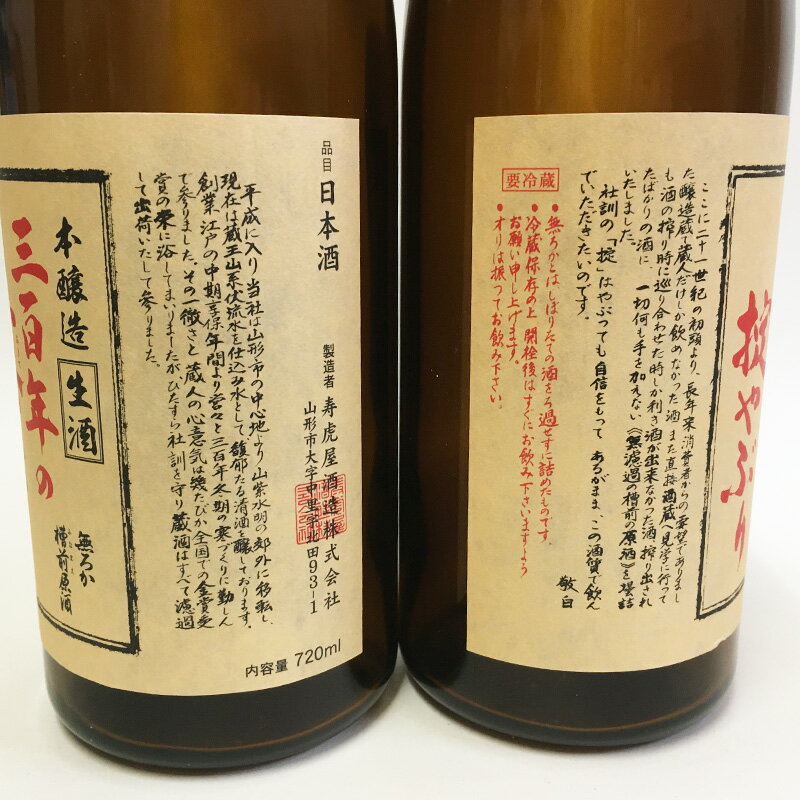 品目 日本酒
製造者 寿虎屋酒造株式会社
山形市大字中里字北田93-1
平成に入り、当社は山形市の中心地より、山紫水明の郊外に移転し、
現在は蔵王山系伏流水を仕込み水として、馥郁たる清酒を醸しております。
創業、江戸の中期享保年間より営々と三百年冬期の寒づくりに勤しん
で参りました。その一徹さと蔵人の心意気は幾たびか全国での金賞受
賞の栄に浴してまいりましたがひたすら社訓を守り蔵酒はすべて濾過
して出荷いたして参りました。
本醸造 生酒
三百年の
無ろか
槽前原酒
内容量 720ml
掟やぶり
ここに二十一世紀の初頭より、長年来消費者からの要望でありまし
た醸造蔵で蔵人だけしか飲めなかった酒 また直接酒蔵へ見学に行って
も酒の搾り時に巡り合わせた時しか利き酒が出来なかった酒 搾り出され
たばかりの酒に、一切何も手を加えない《無濾過の槽前の原酒》を壜詰
いたしました。
社訓の「掟」はやぶっても自信をもって、あるがまま、この酒質で飲ん
でいただきたいのです。
敬白
要冷蔵
●無ろかとは、しぼりたての酒をろ過せずに詰めたものです。
●冷蔵保存の上 開栓後はすぐにお飲み下さいますよう
お願い申し上げます。
●オリは振ってお飲み下さい。